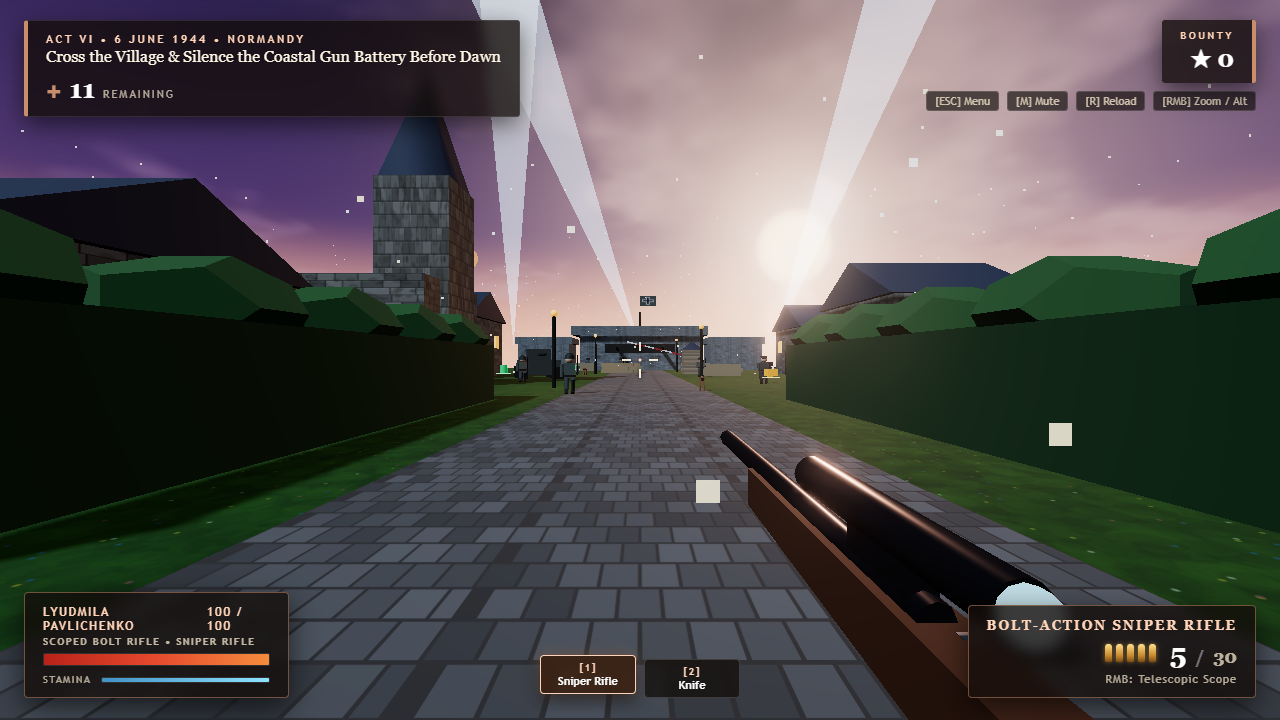 ACT VI • 6 JUNE 1944 • NORMANDY
Cross the Village & Silence the Coastal Gun Battery Before Dawn
11 REMAINING
BOUNTY
★ 0
[ESC] Menu [M] Mute [R] Reload [RMB] Zoom / Alt
LYUDMILA PAVLICHENKO 100 / 100
SCOPED BOLT RIFLE • SNIPER RIFLE
STAMINA
[1]
Sniper Rifle
[2]
Knife
BOLT-ACTION SNIPER RIFLE
5 / 30
RMB: Telescopic Scope